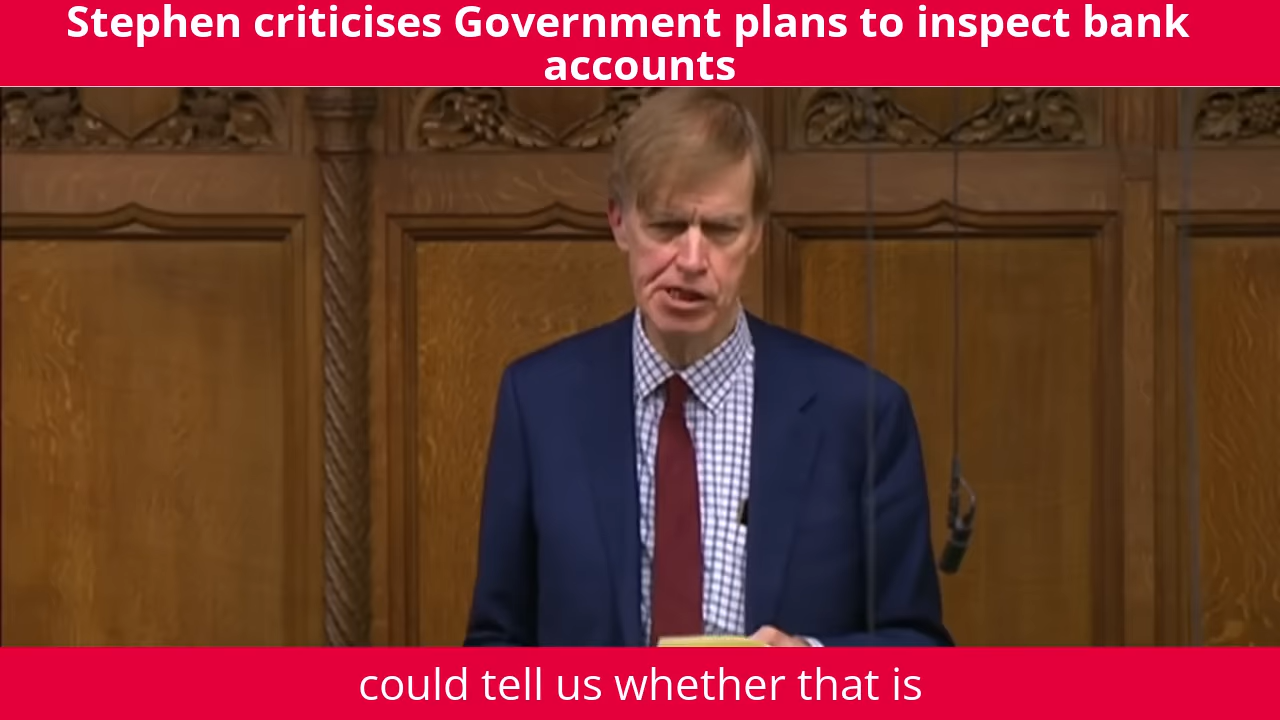 Stephen criticises Government plans to inspect bank
accounts
could tell us whether that is